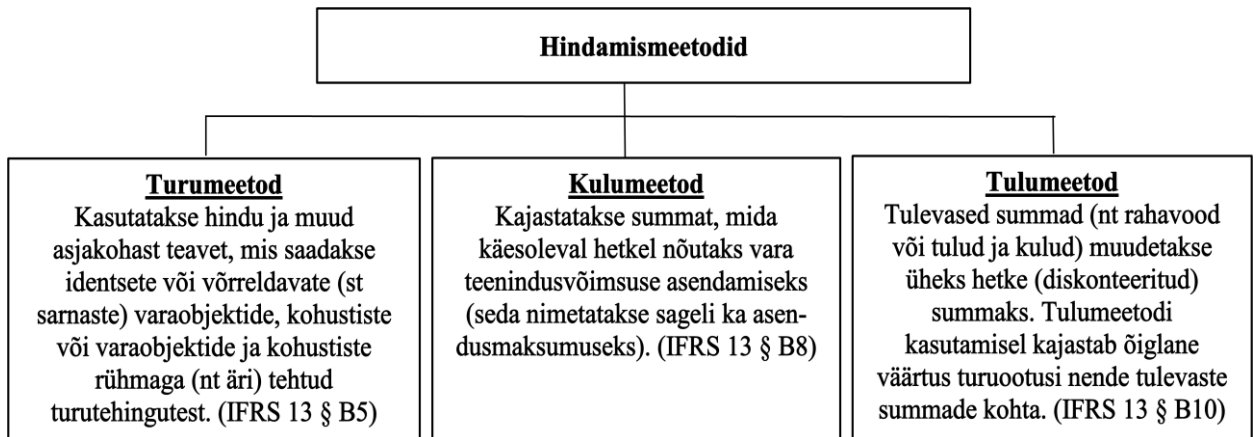 Hindamismeetodid
Turumeetod
Kasutatakse hindu ja muud
asjakohast teavet, mis saadakse
identsete või võrreldavate (st
sarnaste) varaobjektide, kohustiste
või varaobjektide ja kohustiste
rühmaga (nt äri) tehtud
turutehingutest. (IFRS 13 § B5)
Kulumeetod
Kajastatakse summat, mida
käesoleval hetkel nõutaks vara
teenindusvõimsuse asendamiseks
(seda nimetatakse sageli ka asen-
dusmaksumuseks). (IFRS 13 § B8)
Tulumeetod
Tulevased summad (nt rahavood
või tulud ja kulud) muudetakse
üheks hetke (diskonteeritud)
summaks. Tulumeetodi
kasutamisel kajastab õiglane
väärtus turuootusi nende tulevaste
summade kohta. (IFRS 13 § B10)